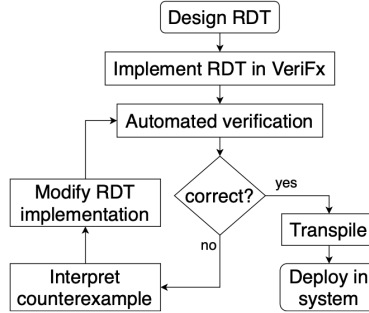 Design RDT
Implement RDT in VeriFx
Automated verification
correct?
yes
no
Modify RDT
implementation
Interpret
counterexample
Transpile
Deploy in
system